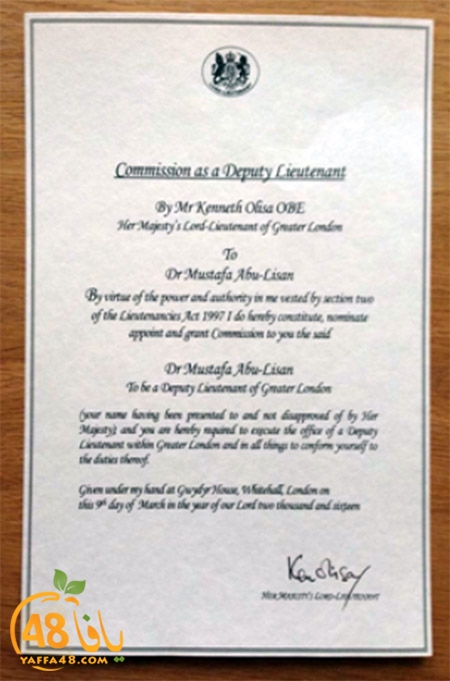 Commission as a Deputy Lieutenant
By Mr Kenneth Olisa OBE
Her Majesty's Lord-Lieutenant of Greater London
To
Dr Mustafa Abu-Lisan
By virtue of the power and authority in me vested by section two
of the Lieutenancies Act 1997 I do hereby constitute, nominate
appoint and grant Commission to you the said
Dr Mustafa Abu-Lisan
To be a Deputy Lieutenant of Greater London
(your name having been presented to and not disapproved of by Her
Majesty); and you are hereby required to execute the office of a Deputy
Lieutenant within Greater London and in all things to conform yourself to
the duties thereof.
Given under my hand at Gwydyr House, Whitehall, London on
this 9th day of March in the year of our Lord two thousand and sixteen
Ken Olisa
HER MAJESTY'S LORD-LIEUTENANT
يافا 48
YAFFA48.COM